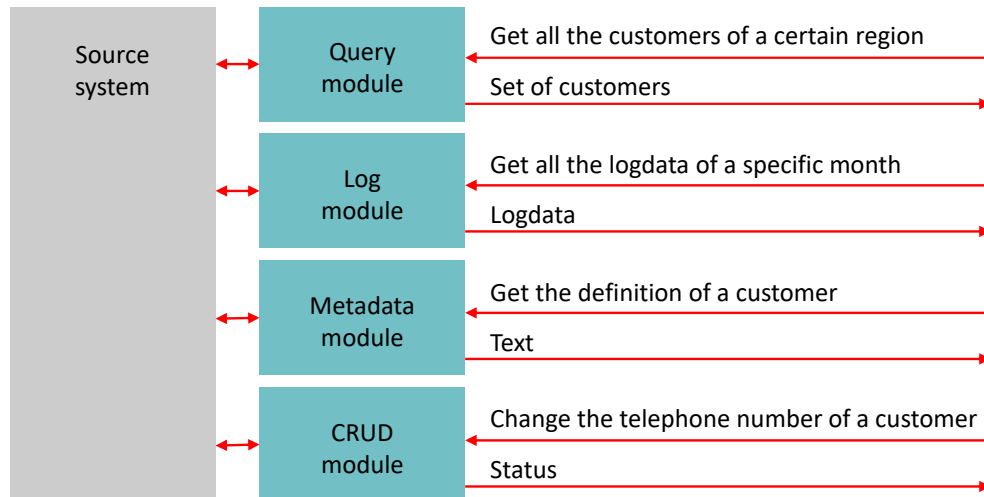 Source
system
Query
module
Get all the customers of a certain region
Set of customers
Log
module
Get all the logdata of a specific month
Logdata
Metadata
module
Get the definition of a customer
Text
CRUD
module
Change the telephone number of a customer
Status